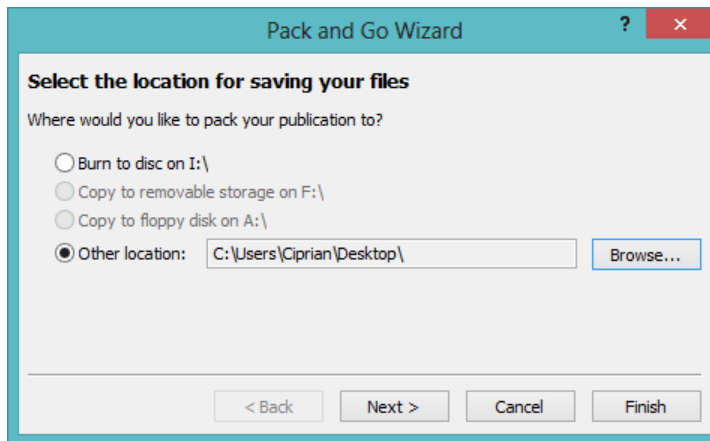 Pack and Go Wizard
?
Select the location for saving your files
Where would you like to pack your publication to?
Burn to disc on I:\
Copy to removable storage on F:\
Copy to floppy disk on A:\
Other location: C:\Users\Ciprian\Desktop\ Browse...
< Back Next > Cancel Finish